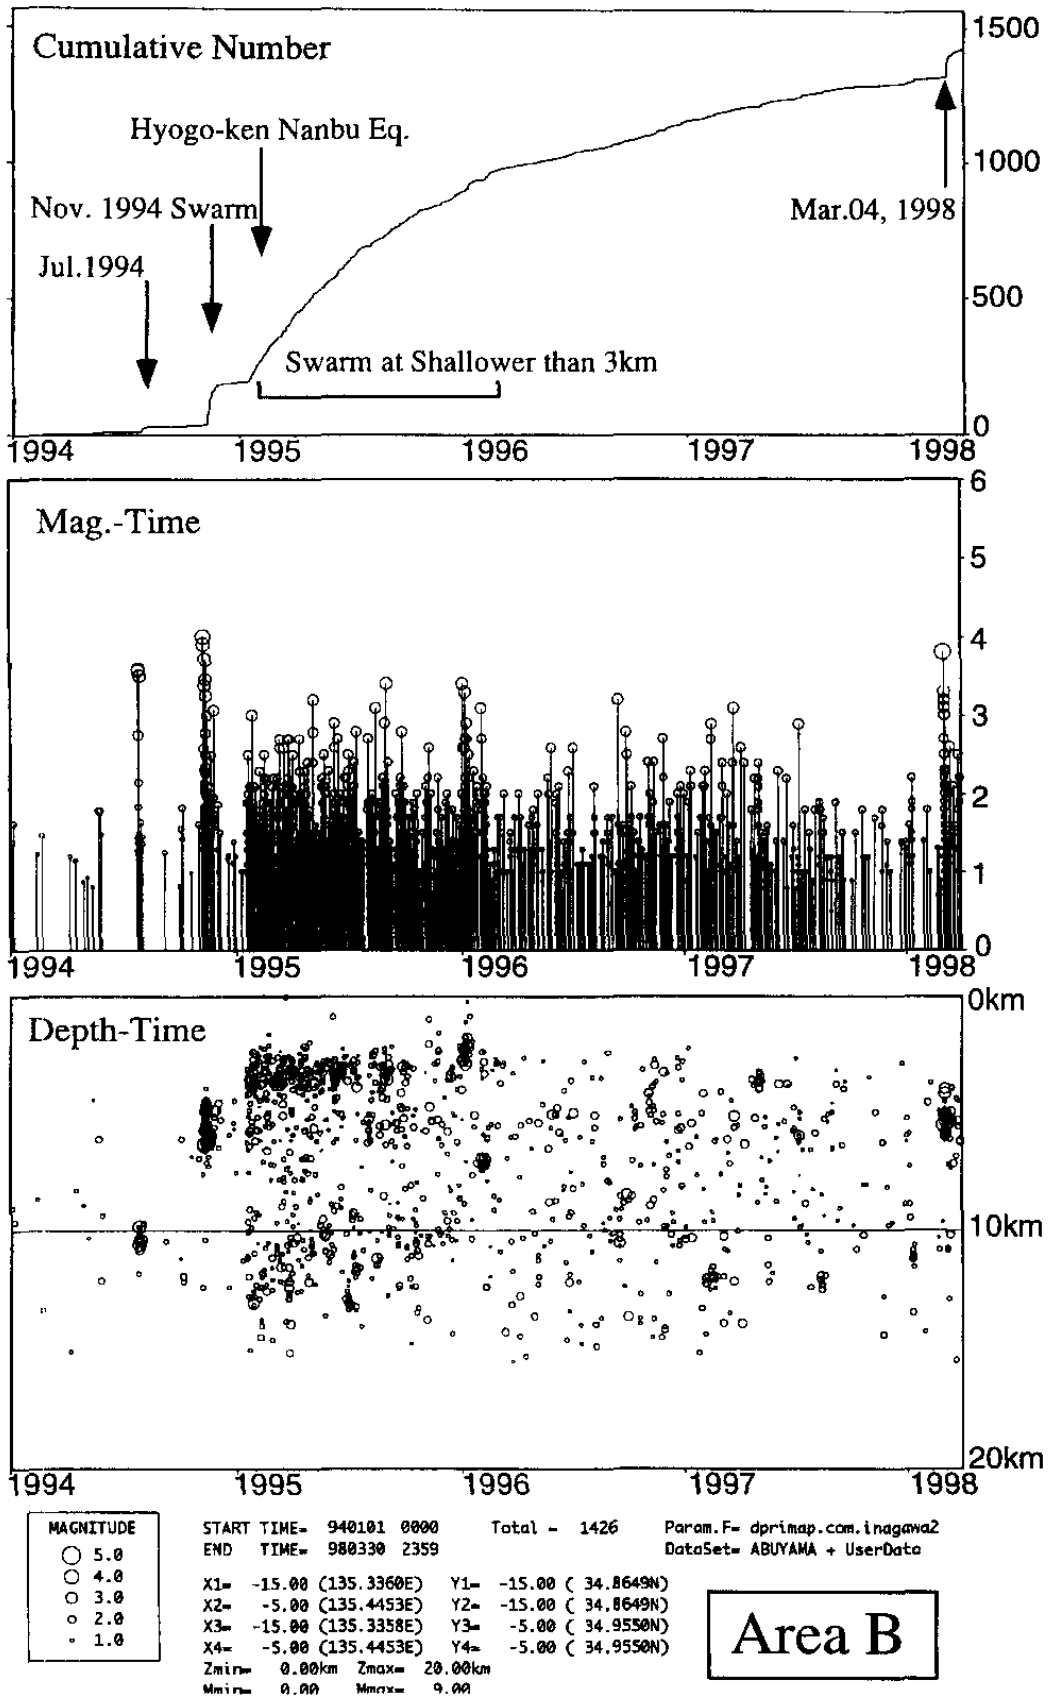 Cumulative Number
1500
Hyogo-ken Nanbu Eq.
1000
Nov. 1994 Swarm
Mar.04, 1998
Jul.1994
500
Swarm at Shallower than 3km
0
1994 1995 1996 1997 1998
6
Mag.-Time
5
4
3
2
1
0
1994 1995 1996 1997 1998
0km
Depth-Time
10km
20km
1994 1995 1996 1997 1998
MAGNITUDE
5.0
4.0
3.0
2.0
1.0
START TIME= 940101 0000 Total = 1426 Param.F= dprimap.com.inagawa2
END TIME= 980330 2359 DataSet= ABUYAMA + UserData
X1= -15.00 (135.3360E) Y1= -15.00 ( 34.8649N)
X2= -5.00 (135.4453E) Y2= -15.00 ( 34.8649N)
X3= -15.00 (135.3358E) Y3= -5.00 ( 34.9550N)
X4= -5.00 (135.4453E) Y4= -5.00 ( 34.9550N)
Zmin= 0.00km Zmax= 20.00km
Mmin= 0.00 Mmax= 9.00
Area B